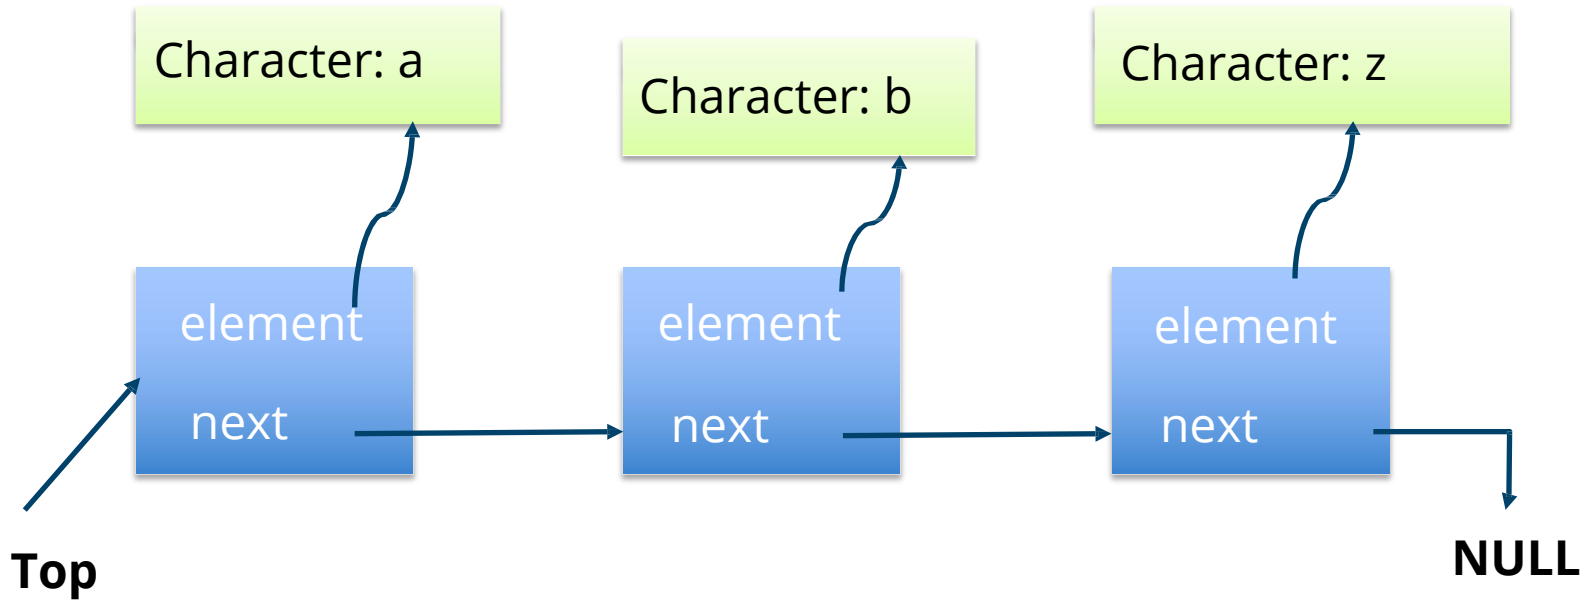 Character: a
Character: b
Character: z
element
next
element
next
element
next
Top
NULL